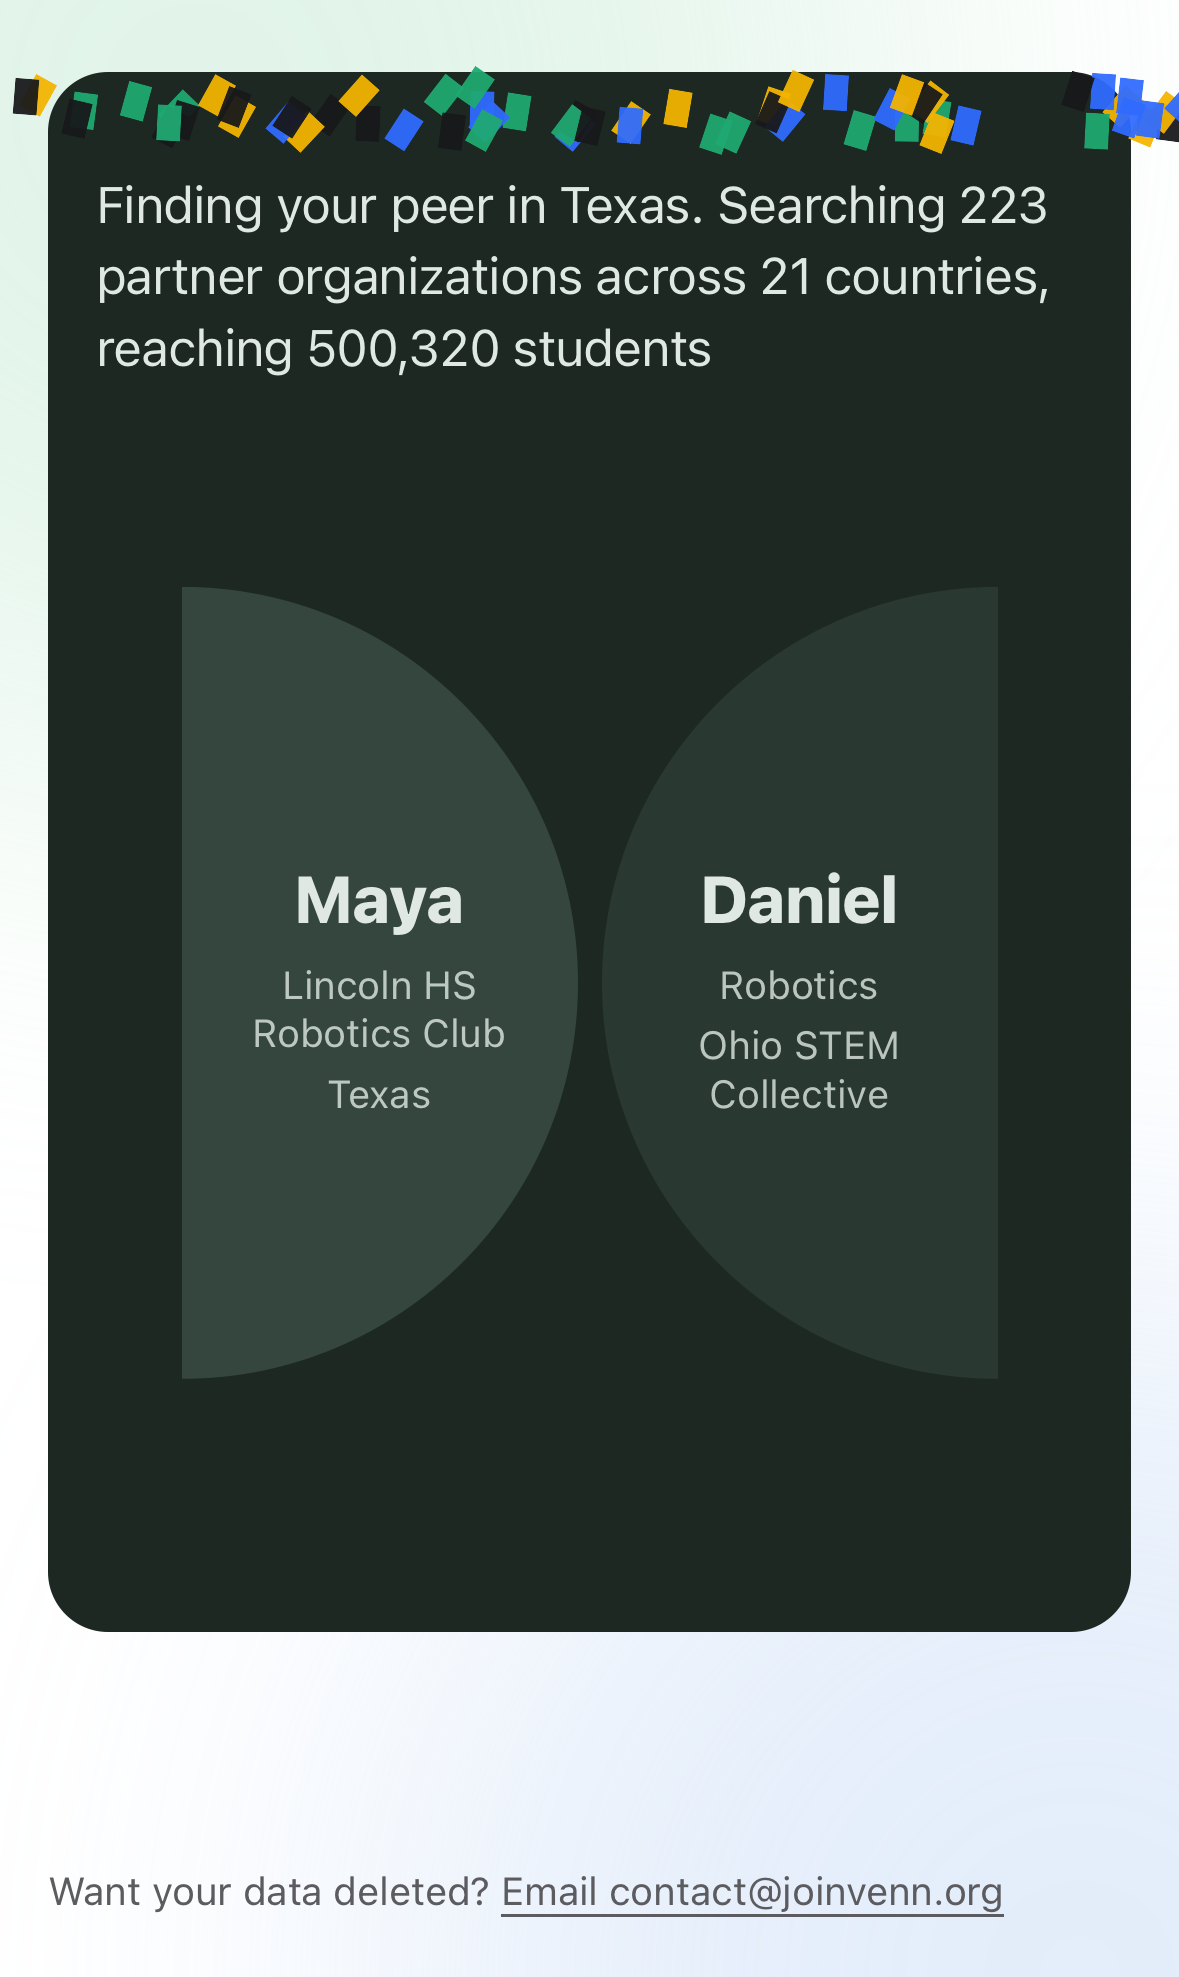 Finding your peer in Texas. Searching 223
partner organizations across 21 countries,
reaching 500,320 students
Maya
Lincoln HS
Robotics Club
Texas
Daniel
Robotics
Ohio STEM
Collective
Want your data deleted? Email contact@joinvenn.org